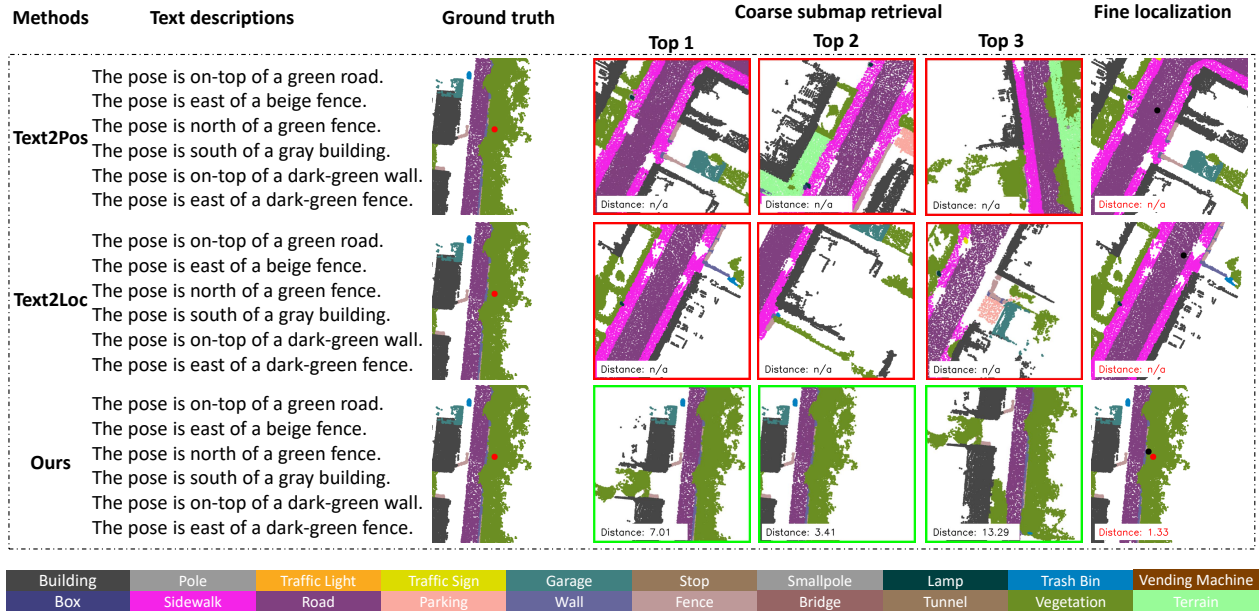 Methods Text descriptions Ground truth Coarse submap retrieval Fine localization
Top 1 Top 2 Top 3
Text2Pos
The pose is on-top of a green road.
The pose is east of a beige fence.
The pose is north of a green fence.
The pose is south of a gray building.
The pose is on-top of a dark-green wall.
The pose is east of a dark-green fence.
Distance: n/a Distance: n/a Distance: n/a Distance: n/a
Text2Loc
The pose is on-top of a green road.
The pose is east of a beige fence.
The pose is north of a green fence.
The pose is south of a gray building.
The pose is on-top of a dark-green wall.
The pose is east of a dark-green fence.
Distance: n/a Distance: n/a Distance: n/a Distance: n/a
Ours
The pose is on-top of a green road.
The pose is east of a beige fence.
The pose is north of a green fence.
The pose is south of a gray building.
The pose is on-top of a dark-green wall.
The pose is east of a dark-green fence.
Distance: 7.01 Distance: 3.41 Distance: 13.29 Distance: 1.33
Building Pole Traffic Light Traffic Sign Garage Stop Smallpole Lamp Trash Bin Vending Machine
Box Sidewalk Road Parking Wall Fence Bridge Tunnel Vegetation Terrain